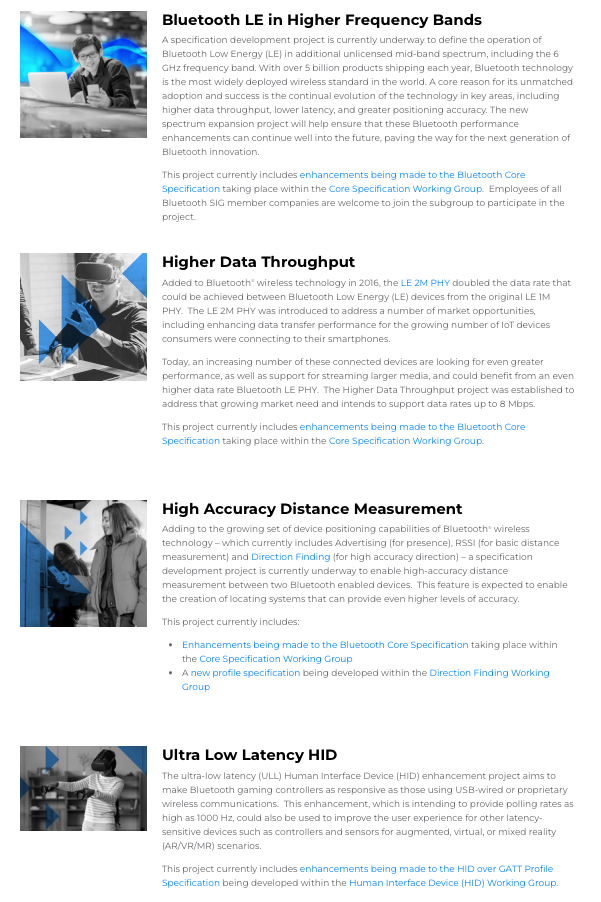 Bluetooth LE in Higher Frequency Bands
A specification development project is currently underway to define the operation of
Bluetooth Low Energy (LE) in additional unlicensed mid-band spectrum, including the 6
GHz frequency band. With over 5 billion products shipping each year, Bluetooth technology
is the most widely deployed wireless standard in the world. A core reason for its unmatched
adoption and success is the continual evolution of the technology in key areas, including
higher data throughput, lower latency, and greater positioning accuracy. The new
spectrum expansion project will help ensure that these Bluetooth performance
enhancements can continue well into the future, paving the way for the next generation of
Bluetooth innovation.
This project currently includes enhancements being made to the Bluetooth Core
Specification taking place within the Core Specification Working Group. Employees of all
Bluetooth SIG member companies are welcome to join the subgroup to participate in the
project.
Higher Data Throughput
Added to Bluetooth® wireless technology in 2016, the LE 2M PHY doubled the data rate that
could be achieved between Bluetooth Low Energy (LE) devices from the original LE 1M
PHY. The LE 2M PHY was introduced to address a number of market opportunities,
including enhancing data transfer performance for the growing number of IoT devices
consumers were connecting to their smartphones.
Today, an increasing number of these connected devices are looking for even greater
performance, as well as support for streaming larger media, and could benefit from an even
higher data rate Bluetooth LE PHY. The Higher Data Throughput project was established to
address that growing market need and intends to support data rates up to 8 Mbps.
This project currently includes enhancements being made to the Bluetooth Core
Specification taking place within the Core Specification Working Group.
High Accuracy Distance Measurement
Adding to the growing set of device positioning capabilities of Bluetooth® wireless
technology – which currently includes Advertising (for presence), RSSI (for basic distance
measurement) and Direction Finding (for high accuracy direction) – a specification
development project is currently underway to enable high-accuracy distance
measurement between two Bluetooth enabled devices. This feature is expected to enable
the creation of locating systems that can provide even higher levels of accuracy.
This project currently includes:
• Enhancements being made to the Bluetooth Core Specification taking place within
the Core Specification Working Group
• A new profile specification being developed within the Direction Finding Working
Group
Ultra Low Latency HID
The ultra-low latency (ULL) Human Interface Device (HID) enhancement project aims to
make Bluetooth gaming controllers as responsive as those using USB-wired or proprietary
wireless communications. This enhancement, which is intending to provide polling rates as
high as 1000 Hz, could also be used to improve the user experience for other latency-
sensitive devices such as controllers and sensors for augmented, virtual, or mixed reality
(AR/VR/MR) scenarios.
This project currently includes enhancements being made to the HID over GATT Profile
Specification being developed within the Human Interface Device (HID) Working Group.